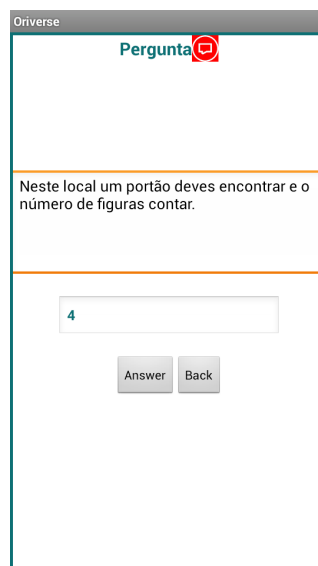 Oriverse
Pergunta
Neste local um portão deves encontrar e o
número de figuras contar.
4
Answer Back